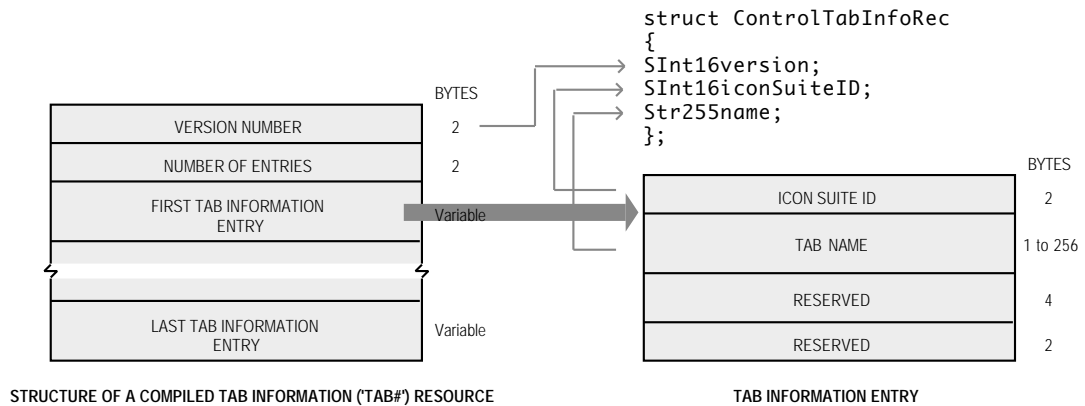 struct ControlTabInfoRec
{
SInt16version;
SInt16iconSuiteID;
Str255name;
};
BYTES
VERSION NUMBER 2
NUMBER OF ENTRIES 2
FIRST TAB INFORMATION
ENTRY
Variable
LAST TAB INFORMATION
ENTRY
Variable
STRUCTURE OF A COMPILED TAB INFORMATION ('TAB#') RESOURCE
BYTES
ICON SUITE ID 2
TAB NAME 1 to 256
RESERVED 4
RESERVED 2
TAB INFORMATION ENTRY